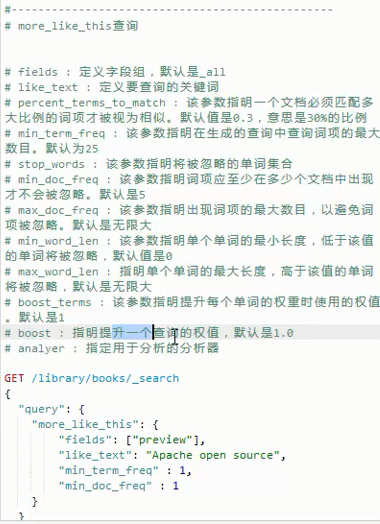 #-------------------------------------------------
# more_like_this查询
# fields : 定义字段组，默认是_all
# like_text : 定义要查询的关键词
# percent_terms_to_match : 该参数指明一个文档必须匹配多
大比例的词项才被视为相似。默认值是0.3，意思是30%的比例
# min_term_freq : 该参数指明在生成的查询中查询词项的最大
数目。默认为25
# stop_words : 该参数指明将被忽略的单词集合
# min_doc_freq : 该参数指明词项应至少在多少个文档中出现
才不会被忽略。默认是5
# max_doc_freq : 该参数指明出现词项的最大数目，以避免词
项被忽略。默认是无限大
# min_word_len : 该参数指明单个单词的最小长度，低于该值
的单词将被忽略，默认值是0
# max_word_len : 指明单个单词的最大长度，高于该值的单词
将被忽略，默认是无限大
# boost_terms : 该参数指明提升每个单词的权重时使用的权值
。默认是1
# boost : 指明提升一个查询的权值，默认是1.0
# analyer : 指定用于分析的分析器
GET /library/books/_search
{
"query": {
"more_like_this": {
"fields": ["preview"],
"like_text": "Apache open source",
"min_term_freq" : 1,
"min_doc_freq" : 1
}
}